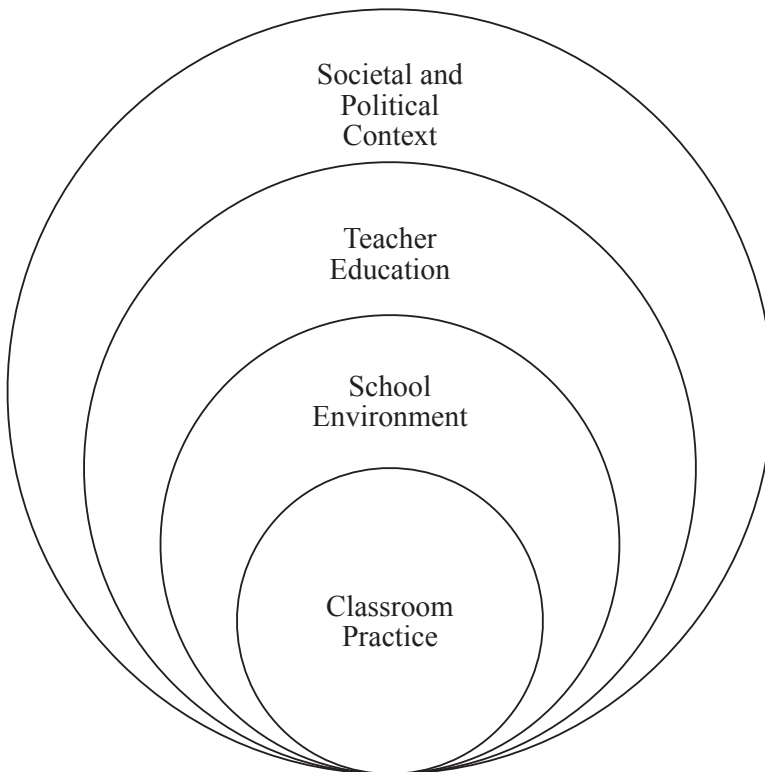 Societal and
Political
Context
Teacher
Education
School
Environment
Classroom
Practice